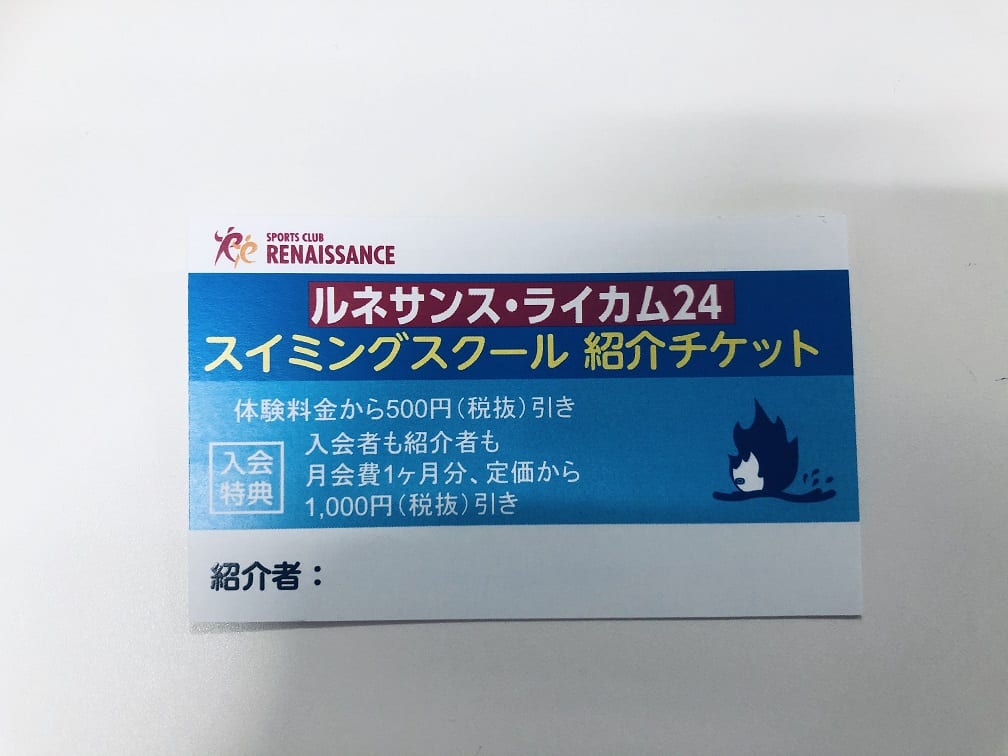 SPORTS CLUB
RENAISSANCE
ルネサンス・ライカム24
スイミングスクール 紹介チケット
体験料金から500円（税抜）引き
入会
特典
入会者も紹介者も
月会費1ヶ月分、定価から
1,000円（税抜）引き
紹介者：